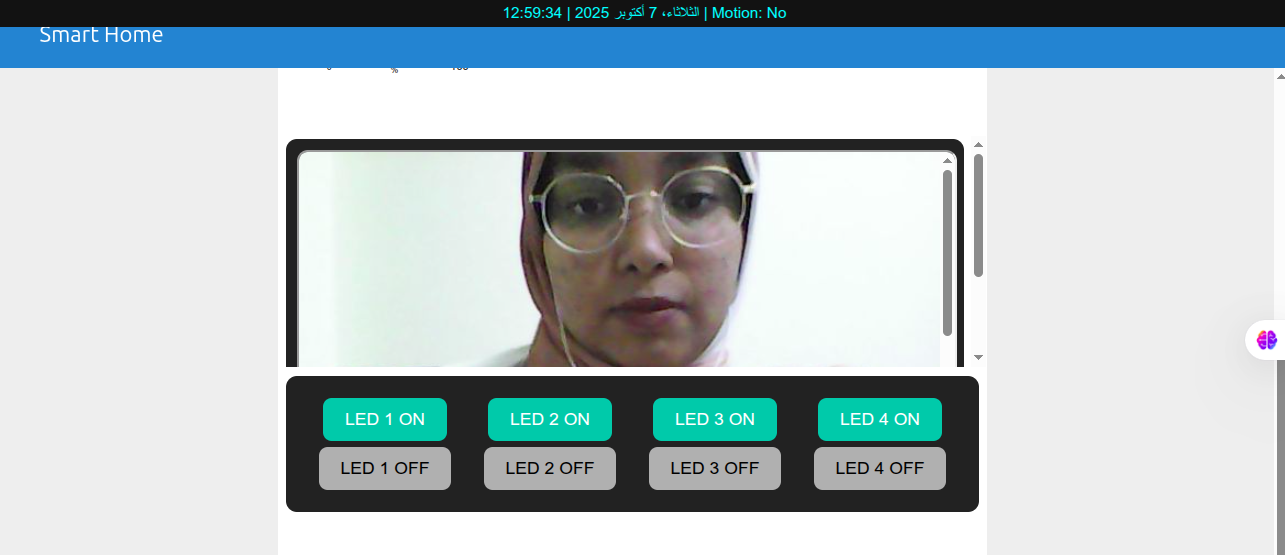 12:59:34 | 2025 الثلاثاء، 7 أكتوبر | Motion: No
Smart Home
%
LED 1 ON
LED 2 ON
LED 3 ON
LED 4 ON
LED 1 OFF
LED 2 OFF
LED 3 OFF
LED 4 OFF